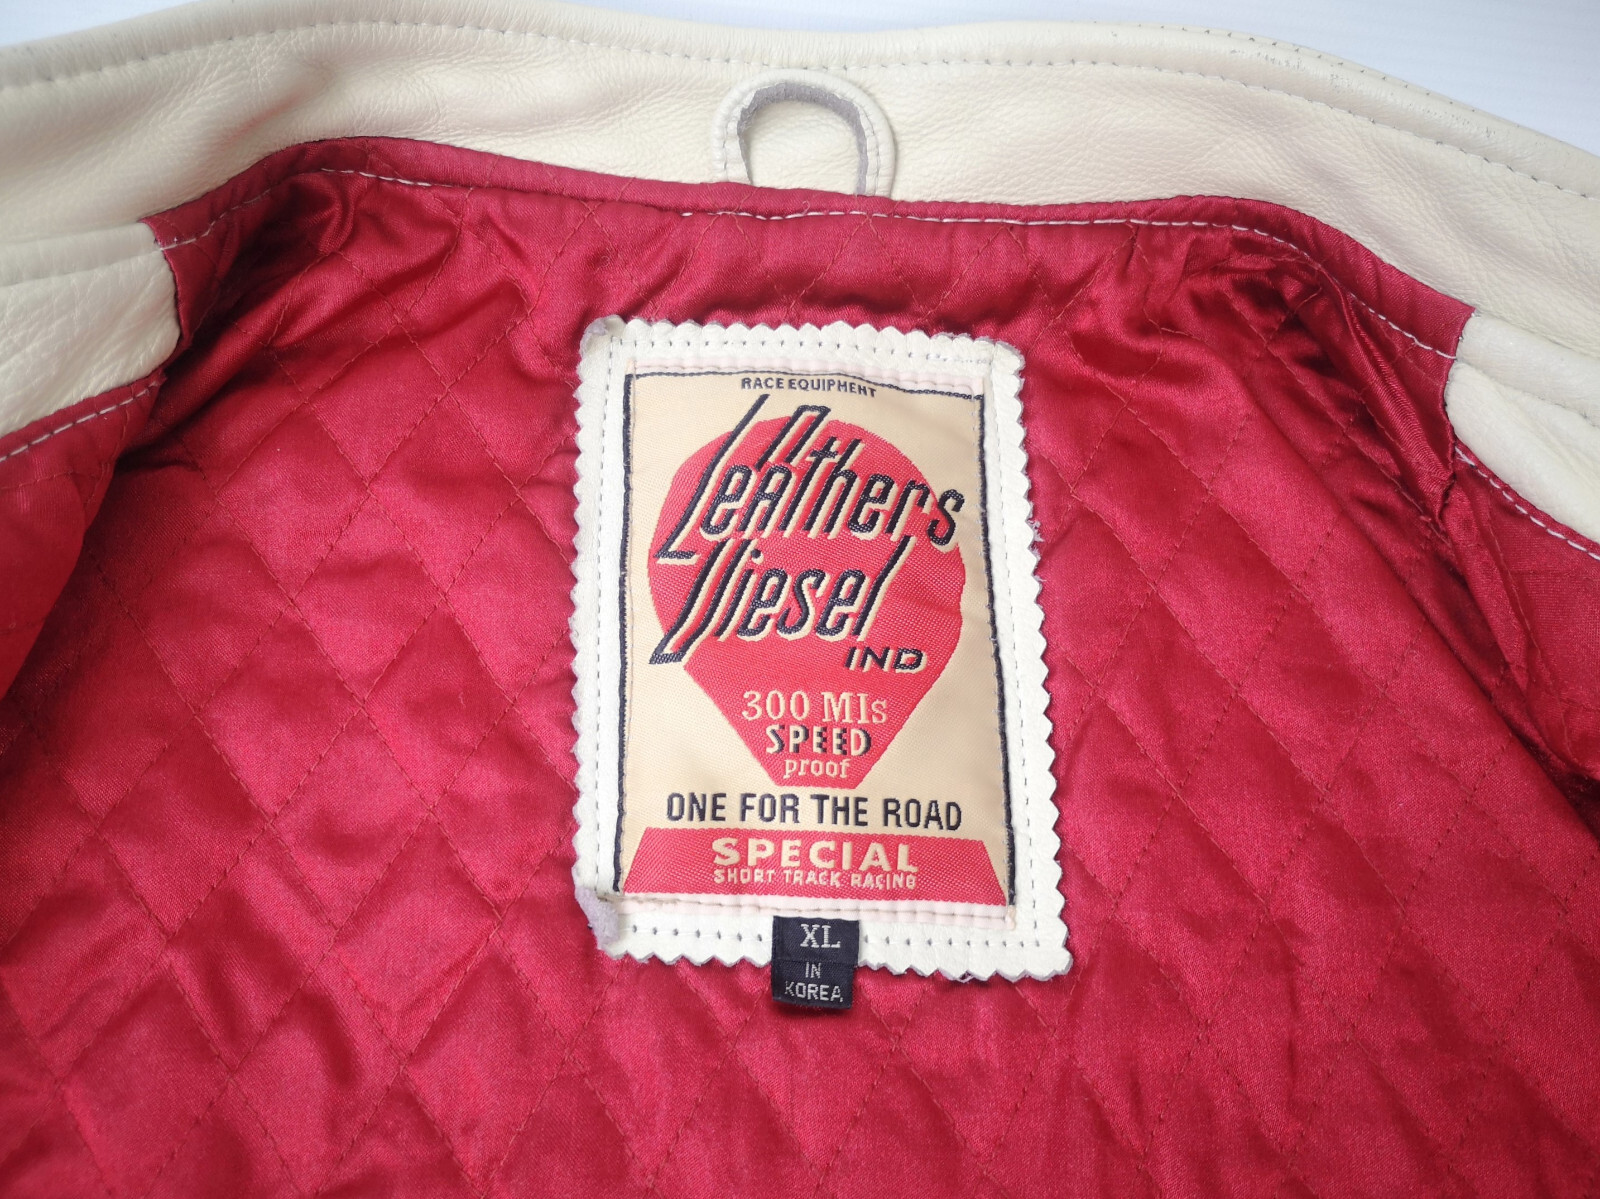 RACE EQUIPMENT
Leathers
Diesel
IND
300 MIs
SPEED
proof
ONE FOR THE ROAD
SPECIAL
SHORT TRACK RACING
XL
IN
KOREA